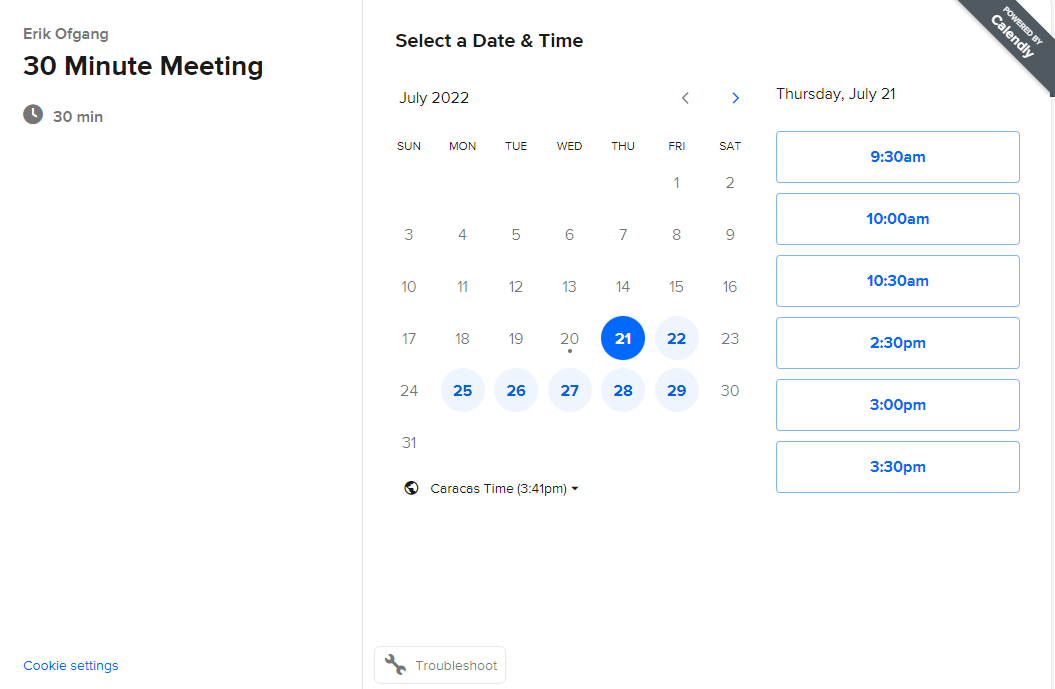 Erik Ofgang
30 Minute Meeting
30 min
Cookie settings
Select a Date & Time
July 2022
SUN MON TUE WED THU FRI SAT
1 2
3 4 5 6 7 8 9
10 11 12 13 14 15 16
17 18 19 20 21 22 23
24 25 26 27 28 29 30
31
Caracas Time (3:41pm)
Troubleshoot
Thursday, July 21
9:30am
10:00am
10:30am
2:30pm
3:00pm
3:30pm
POWERED BY
Calendly